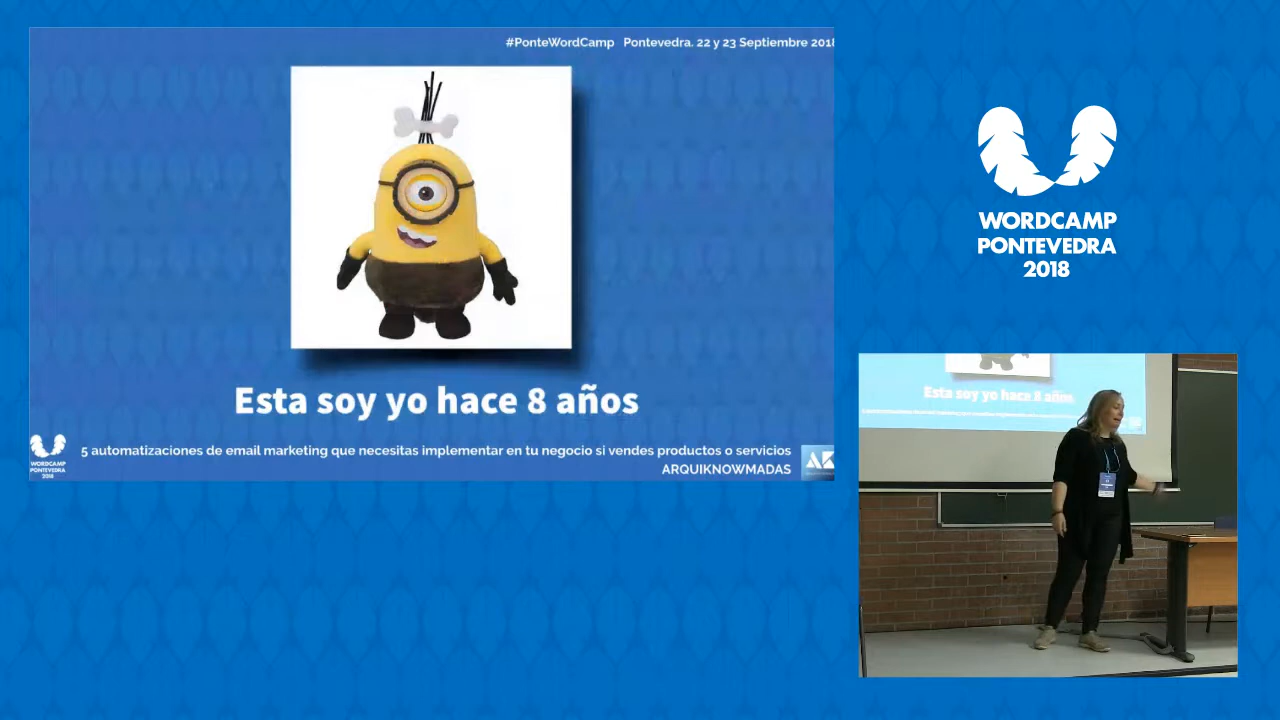 #PonteWordCamp Pontevedra. 22 y 23 Septiembre 2018
Esta soy yo hace 8 años
WORDCAMP
PONTEVEDRA
2018
5 automatizaciones de email marketing que necesitas implementar en tu negocio si vendes productos o servicios
ARQUIKNOWMADAS
AK
WORDCAMP
PONTEVEDRA
2018
Esta soy yo hace 8 años